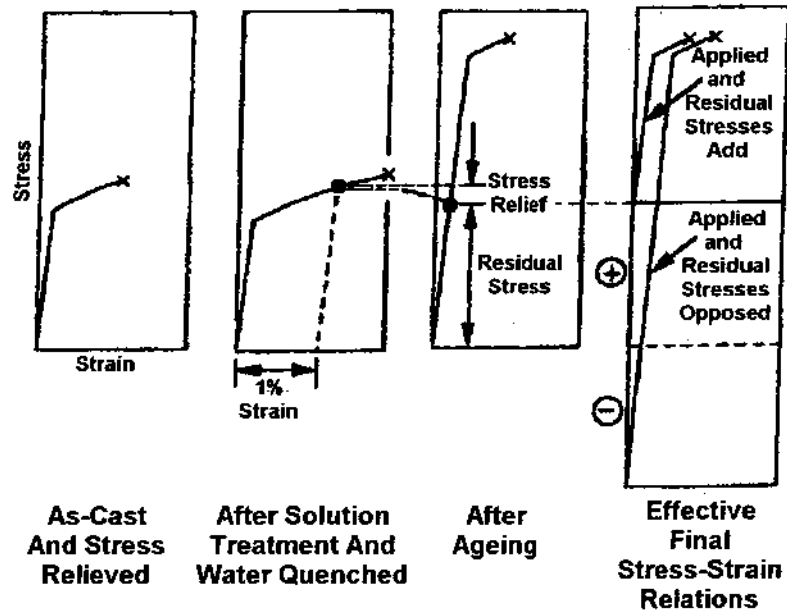 Stress
Strain
1%
Strain
Stress
Relief
Residual
Stress
Applied
and
Residual
Stresses
Add
Applied
and
Residual
Stresses
Opposed
+
−
As-Cast
And Stress
Relieved
After Solution
Treatment And
Water Quenched
After
Ageing
Effective
Final
Stress-Strain
Relations